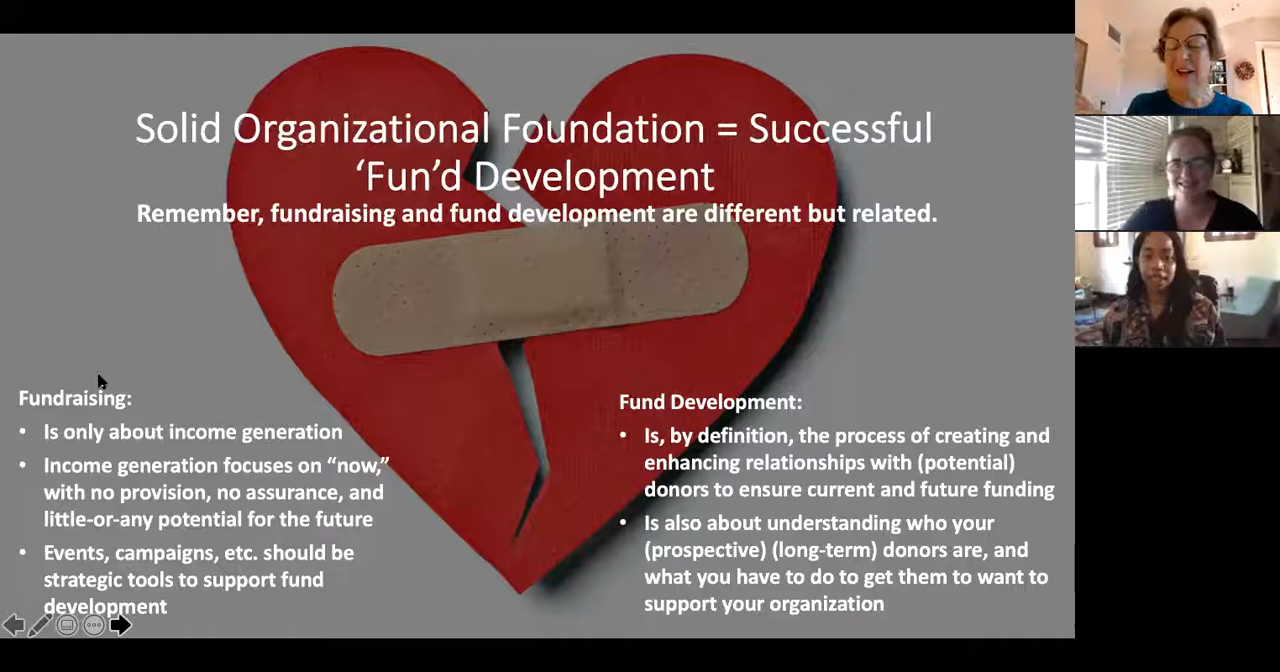 Solid Organizational Foundation = Successful
‘Fun’d Development
Remember, fundraising and fund development are different but related.
Fundraising:
• Is only about income generation
• Income generation focuses on “now,”
with no provision, no assurance, and
little-or-any potential for the future
• Events, campaigns, etc. should be
strategic tools to support fund
development
Fund Development:
• Is, by definition, the process of creating and
enhancing relationships with (potential)
donors to ensure current and future funding
• Is also about understanding who your
(prospective) (long-term) donors are, and
what you have to do to get them to want to
support your organization